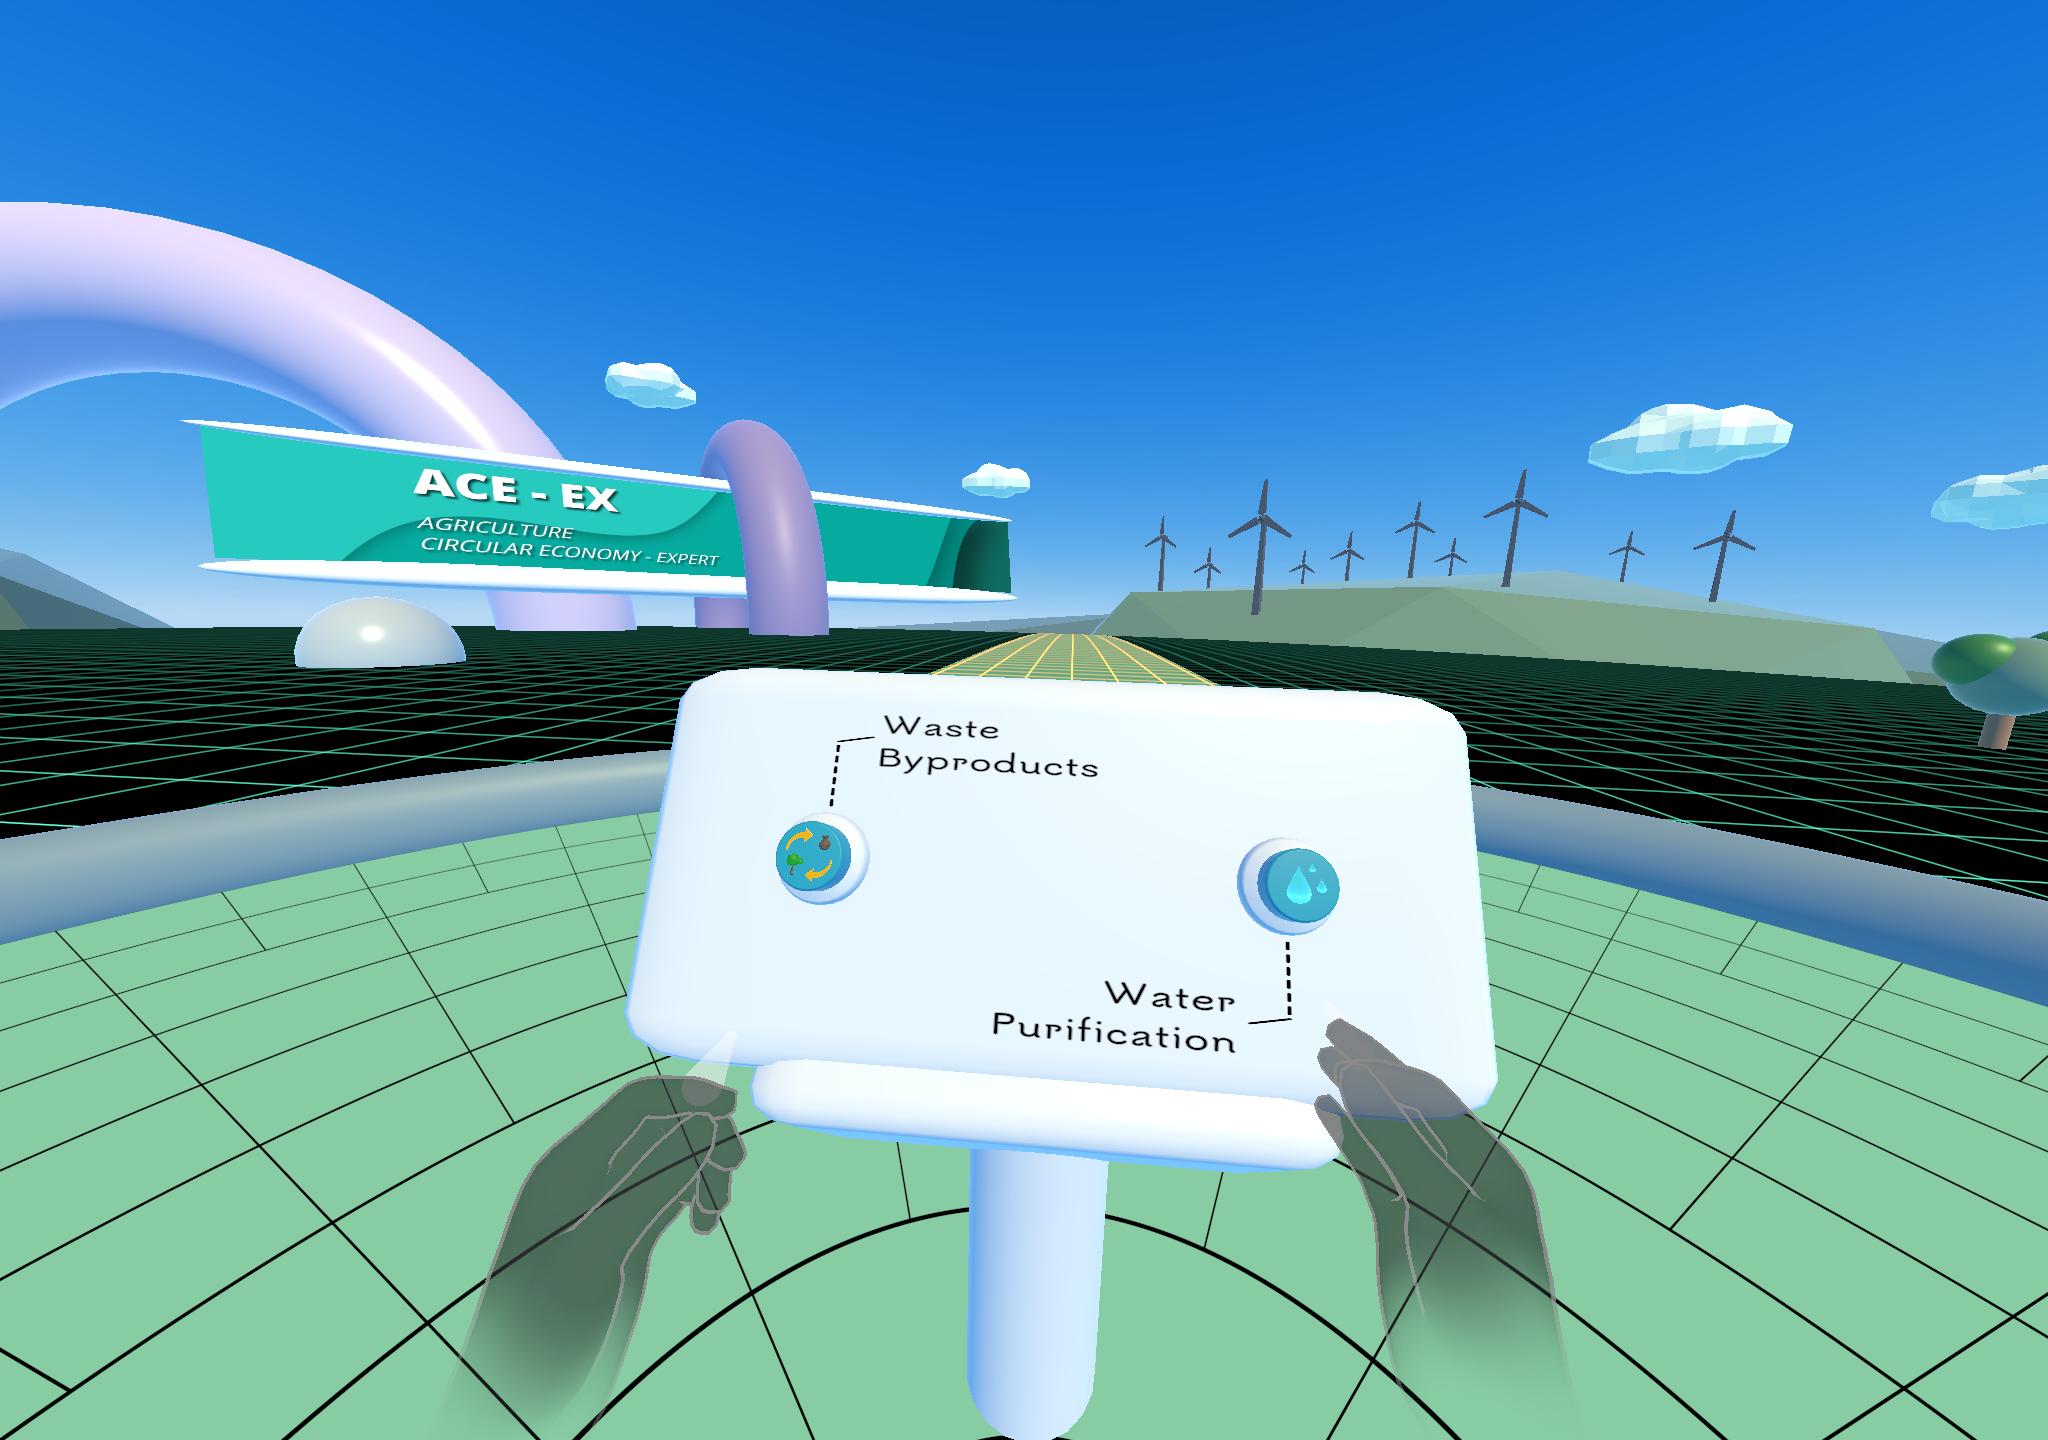 ACE - EX
AGRICULTURE
CIRCULAR ECONOMY - EXPERT
Waste
Byproducts
Water
Purification